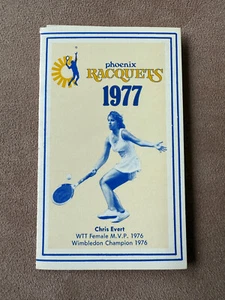 phoenix
RACQUETS
1977
Chris Evert
WTT Female M.V.P. 1976
Wimbledon Champion 1976